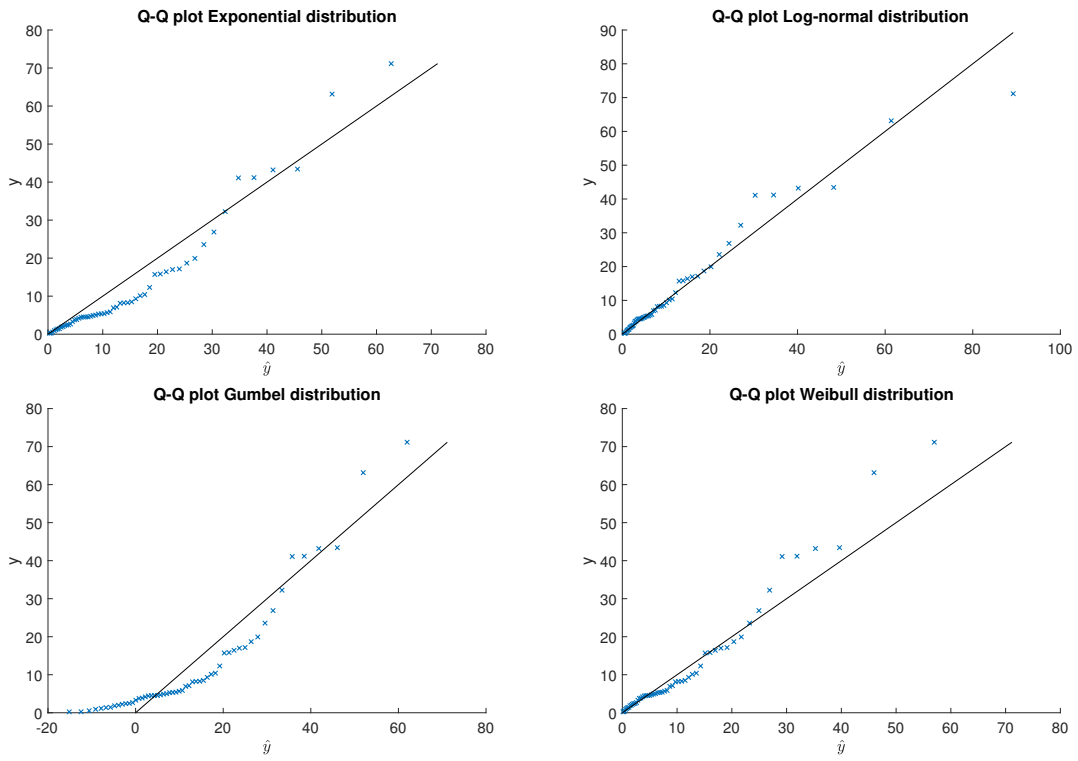 Q-Q plot Exponential distribution
80
70
60
50
40
30
20
10
0
y
0 10 20 30 40 50 60 70 80
ŷ
Q-Q plot Log-normal distribution
90
80
70
60
50
40
30
20
10
0
y
0 20 40 60 80 100
ŷ
Q-Q plot Gumbel distribution
80
70
60
50
40
30
20
10
0
y
-20 0 20 40 60 80
ŷ
Q-Q plot Weibull distribution
80
70
60
50
40
30
20
10
0
y
0 10 20 30 40 50 60 70 80
ŷ